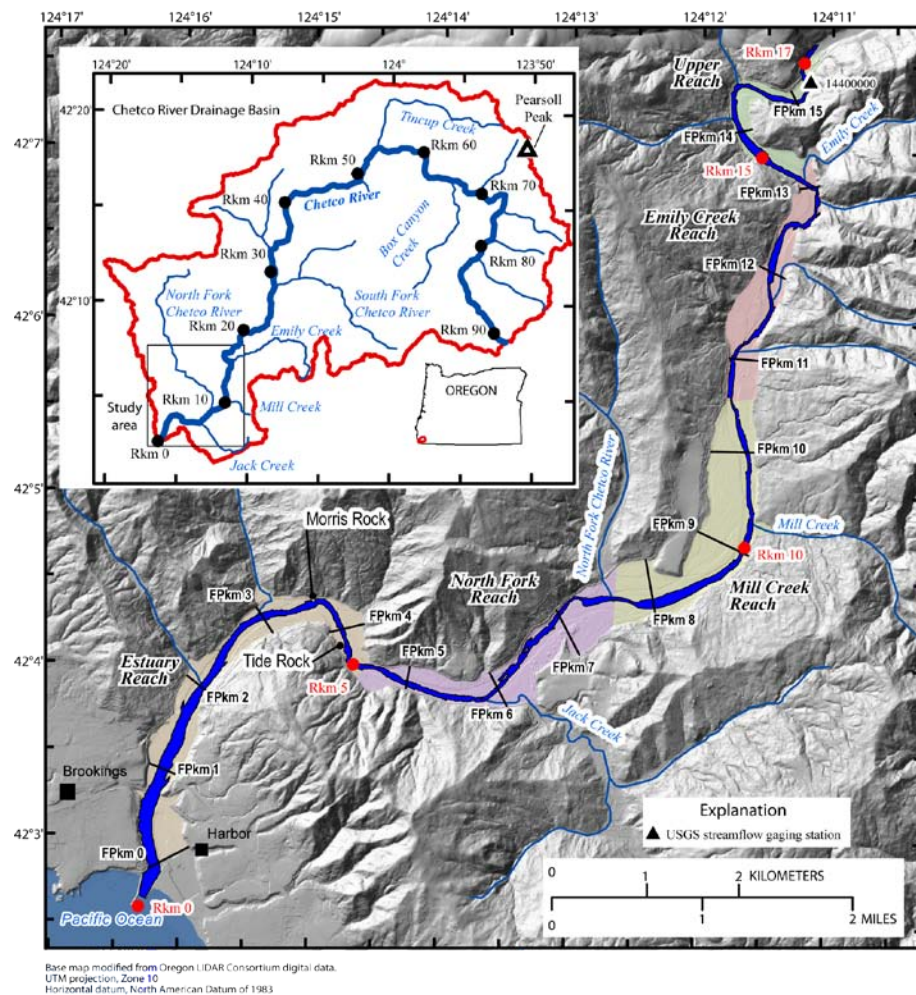 124°17' 124°16' 124°15' 124°14' 124°13' 124°12' 124°11'
124°20' 124°10' 124° 123°50'
Chetco River Drainage Basin
42°20'
42°10'
Pearsoll
Peak
Tincup Creek
Rkm 60
Rkm 50
Rkm 70
Rkm 40
Chetco River
Box Canyon
Creek
Rkm 30
Rkm 80
North Fork
Chetco River
South Fork
Chetco River
Rkm 20
Emily Creek
Rkm 90
Rkm 10
OREGON
Study
area
Mill Creek
Rkm 0
Jack Creek
Rkm 17
Upper
Reach
14400000
FPkm 15
Emily Creek
42°7'
FPkm 14
Rkm 15
FPkm 13
Emily Creek
Reach
FPkm 12
42°6'
FPkm 11
FPkm 10
42°5'
North Fork Chetco River
Mill Creek
FPkm 9
Rkm 10
Morris Rock
North Fork
Reach
Mill Creek
Reach
FPkm 3
FPkm 4
FPkm 8
42°4'
Estuary
Reach
Tide Rock
Rkm 5
FPkm 5
FPkm 7
FPkm 6
FPkm 2
Jack Creek
FPkm 1
Brookings
42°3'
Harbor
FPkm 0
Rkm 0
Pacific Ocean
Explanation
USGS streamflow gaging station
0 1 2 KILOMETERS
0 1 2 MILES
Base map modified from Oregon LIDAR Consortium digital data.
UTM projection, Zone 10
Horizontal datum, North American Datum of 1983